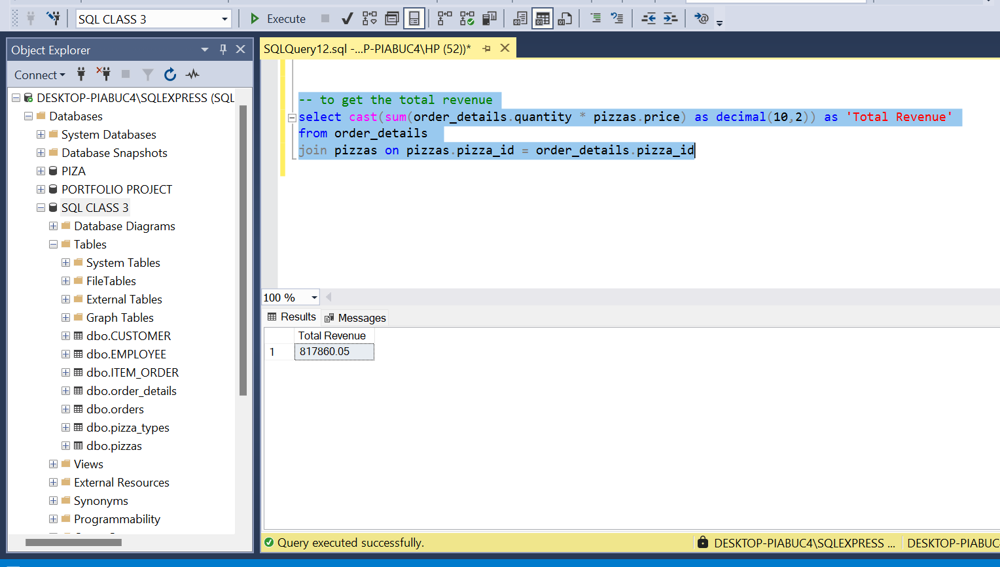 SQL CLASS 3
Execute
Object Explorer
Connect
DESKTOP-PIABUC4\SQLEXPRESS (SQL
Databases
System Databases
Database Snapshots
PIZA
PORTFOLIO PROJECT
SQL CLASS 3
Database Diagrams
Tables
System Tables
FileTables
External Tables
Graph Tables
dbo.CUSTOMER
dbo.EMPLOYEE
dbo.ITEM_ORDER
dbo.order_details
dbo.orders
dbo.pizza_types
dbo.pizzas
Views
External Resources
Synonyms
Programmability
SQLQuery12.sql -...P-PIABUC4\HP (52))*
-- to get the total revenue
select cast(sum(order_details.quantity * pizzas.price) as decimal(10,2)) as 'Total Revenue'
from order_details
join pizzas on pizzas.pizza_id = order_details.pizza_id
100 %
Results
Messages
Total Revenue
1 817860.05
Query executed successfully.
DESKTOP-PIABUC4\SQLEXPRESS ...
DESKTOP-PIABUC